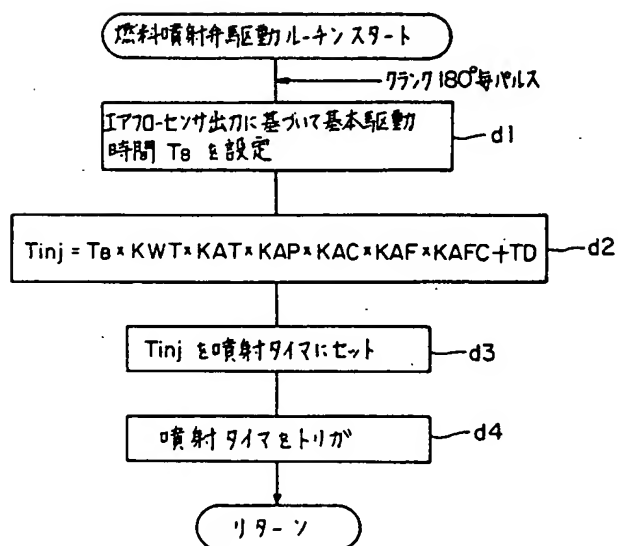 燃料噴射弁駆動ルーチンスタート
クランク180°毎パルス
エアフローセンサ出力に基づいて基本駆動
時間 TB を設定
d1
Tinj = TB × KWT × KAT × KAP × KAC × KAF × KAFC + TD
d2
Tinj を噴射タイマにセット
d3
噴射タイマをトリガ
d4
リターン